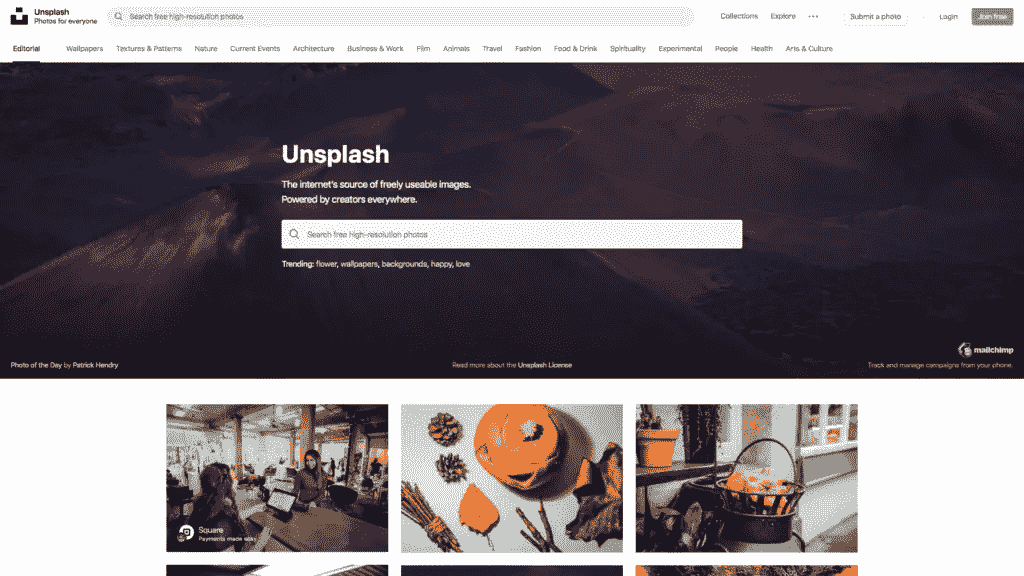 Unsplash
Photos for everyone
Search free high-resolution photos
Collections Explore ··· Submit a photo Login Join free
Editorial Wallpapers Textures & Patterns Nature Current Events Architecture Business & Work Film Animals Travel Fashion Food & Drink Spirituality Experimental People Health Arts & Culture
Unsplash
The internet's source of freely useable images.
Powered by creators everywhere.
Search free high-resolution photos
Trending: flower, wallpapers, backgrounds, happy, love
mailchimp
Photo of the Day by Patrick Hendry Read more about the Unsplash License Track and manage campaigns from your phone.
Square
Payments made easy